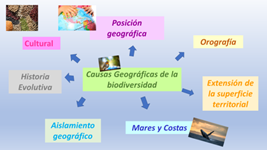 Posición
geográfica
Cultural
Orografía
Historia
Evolutiva
Causas Geográficas de la
biodiversidad
Extensión de
la superficie
territorial
Aislamiento
geográfico
Mares y Costas